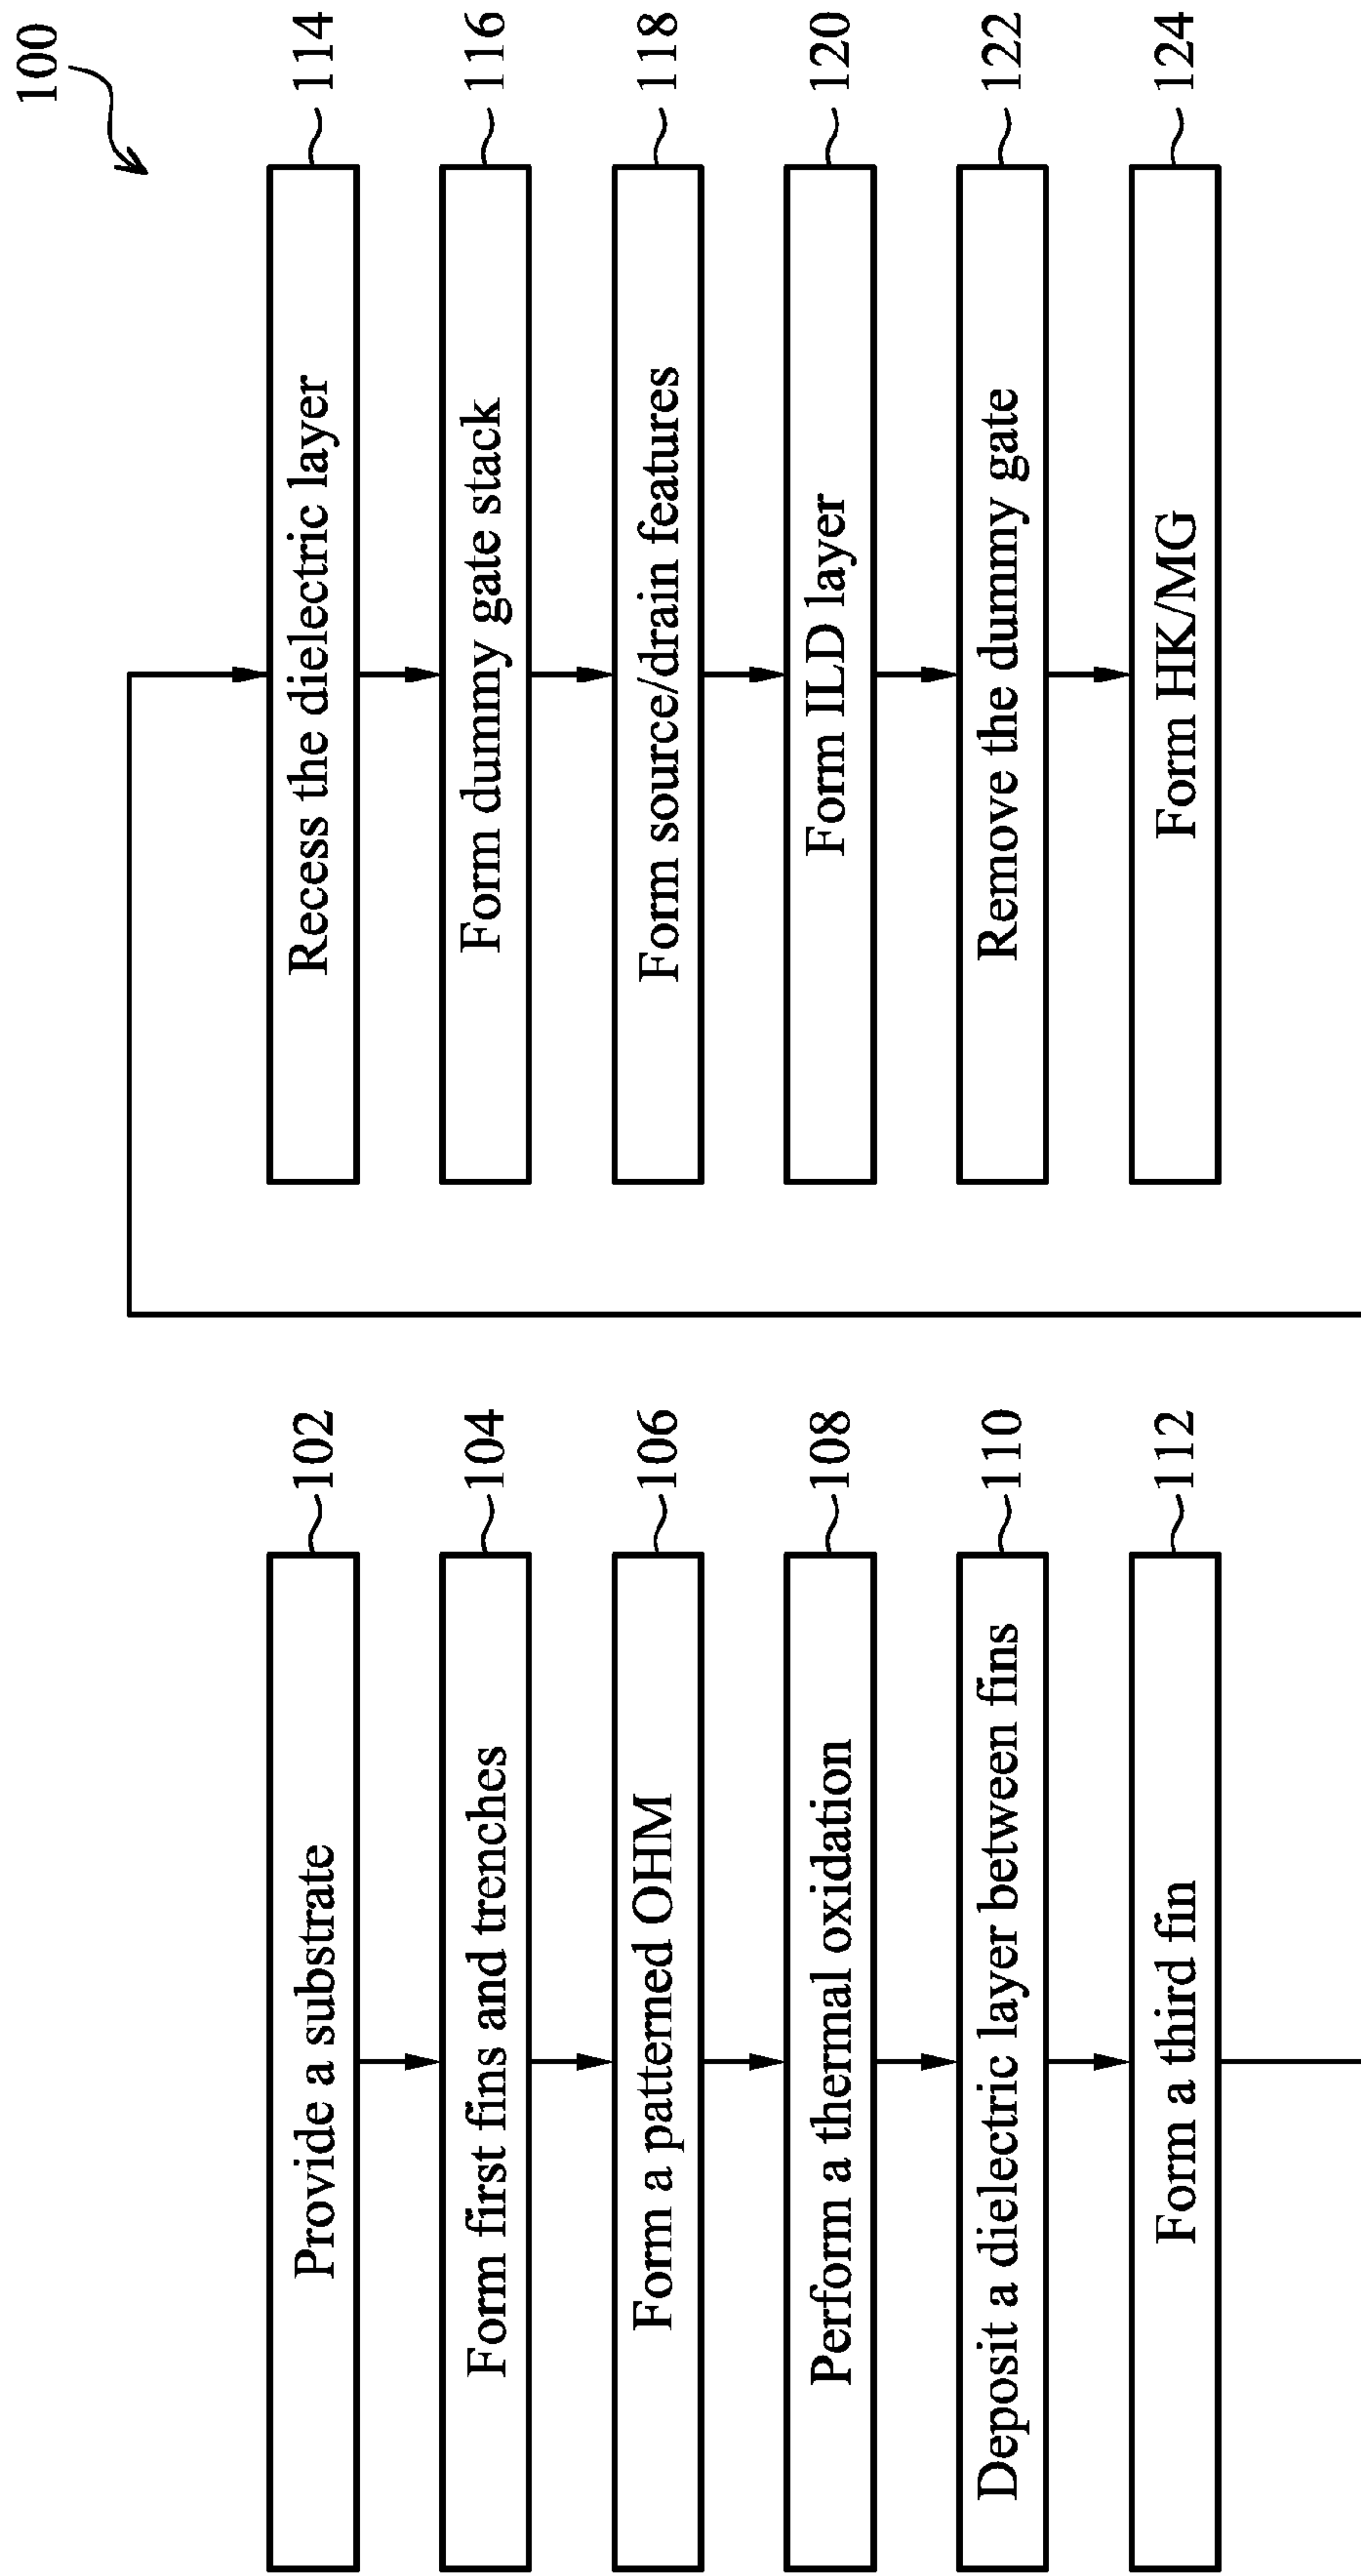 100
Provide a substrate
102
Form first fins and trenches
104
Form a patterned OHM
106
Perform a thermal oxidation
108
Deposit a dielectric layer between fins
110
Form a third fin
112
Recess the dielectric layer
114
Form dummy gate stack
116
Form source/drain features
118
Form ILD layer
120
Remove the dummy gate
122
Form HK/MG
124